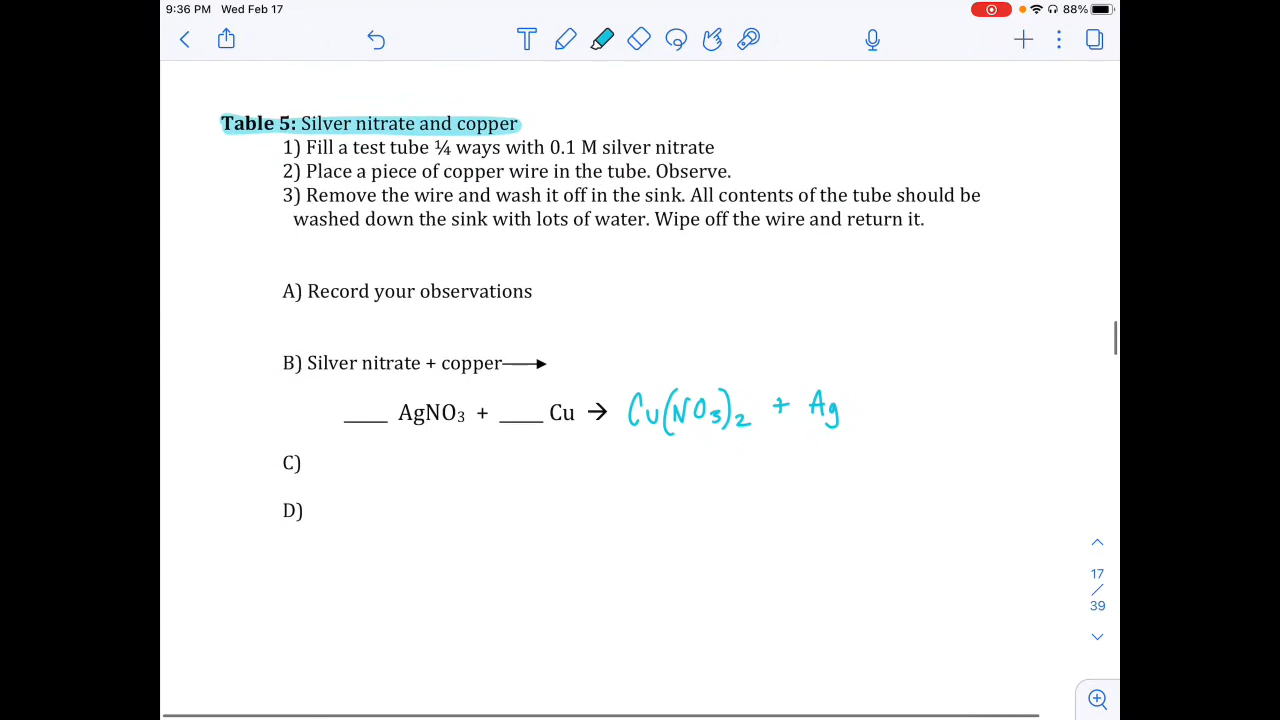 9:36 PM Wed Feb 17
88%
T
Table 5: Silver nitrate and copper
1) Fill a test tube ¼ ways with 0.1 M silver nitrate
2) Place a piece of copper wire in the tube. Observe.
3) Remove the wire and wash it off in the sink. All contents of the tube should be
washed down the sink with lots of water. Wipe off the wire and return it.
A) Record your observations
B) Silver nitrate + copper⟶
____ AgNO₃ + ____ Cu → Cu(NO₃)₂ + Ag
C)
D)
17
/
39